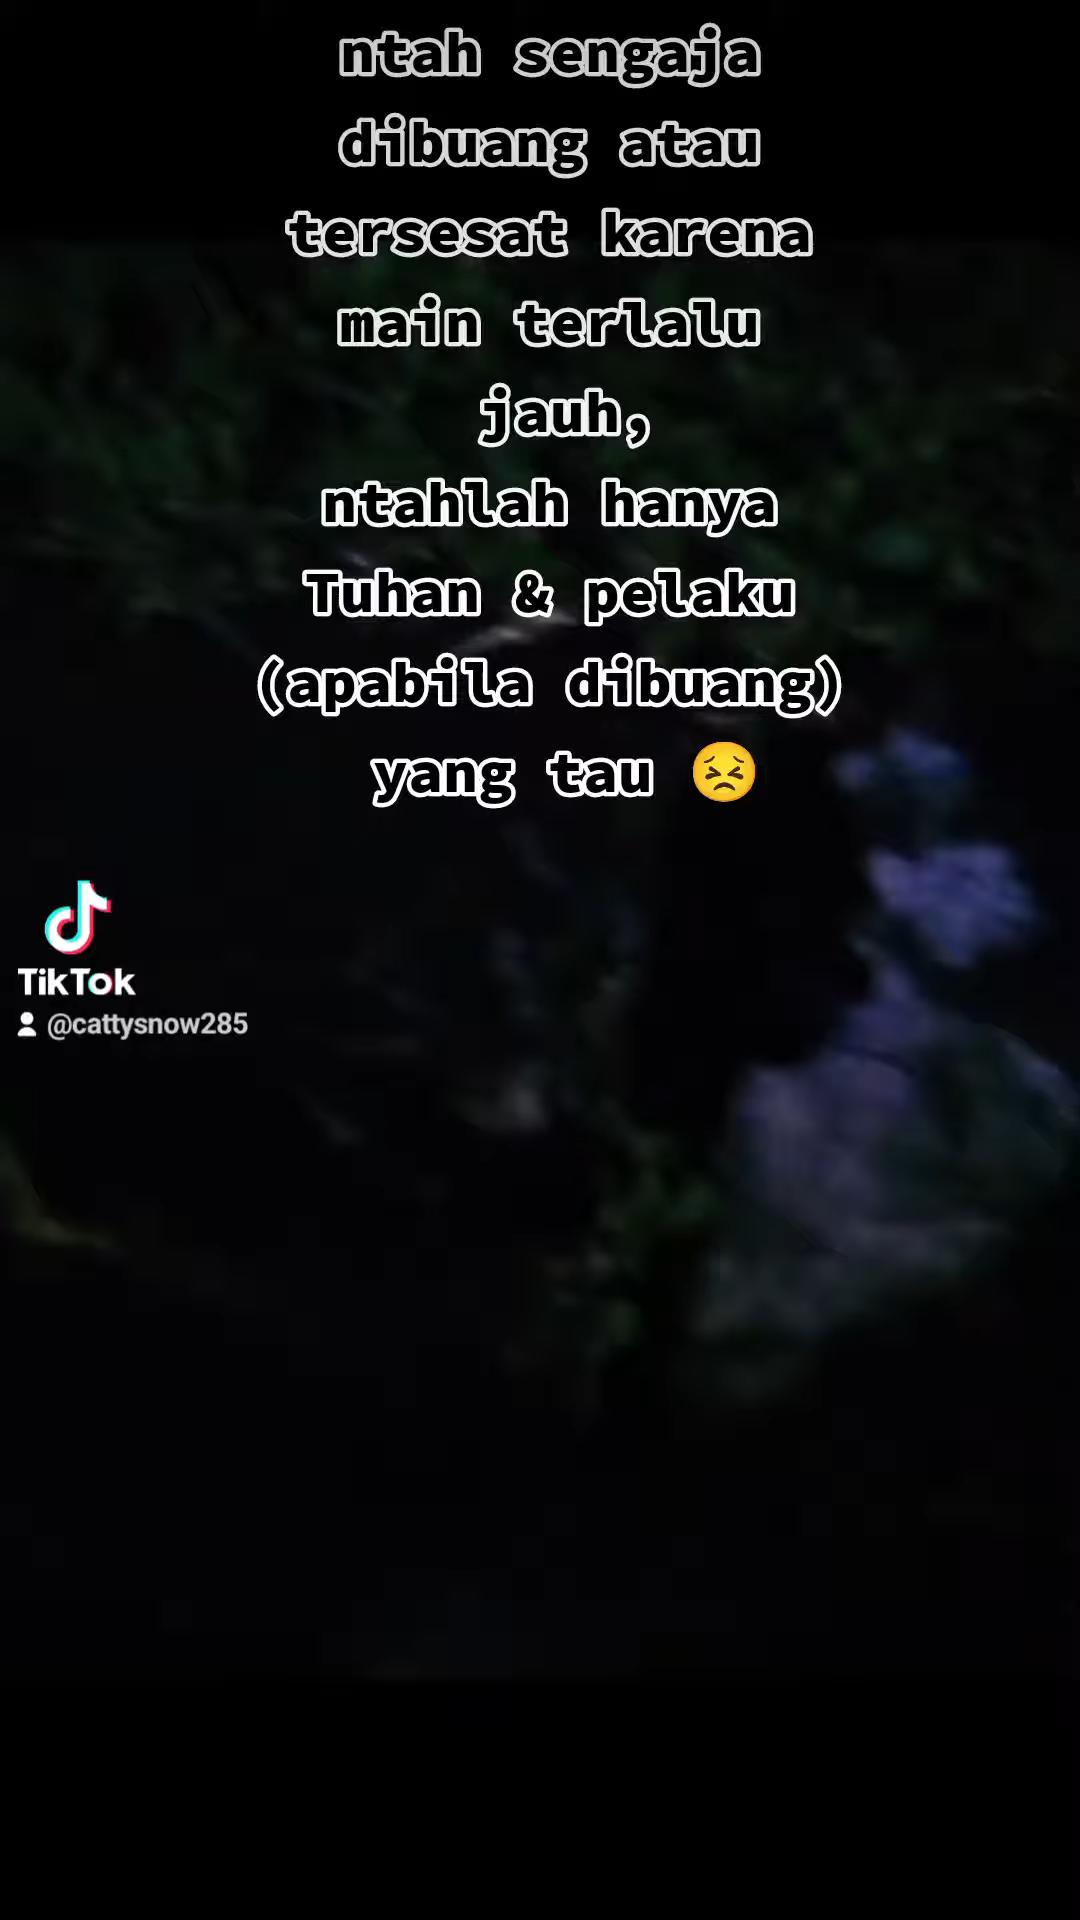 ntah sengaja
dibuang atau
tersesat karena
main terlalu
jauh,
ntahlah hanya
Tuhan & pelaku
(apabila dibuang)
yang tau 😣
TikTok
@cattysnow285